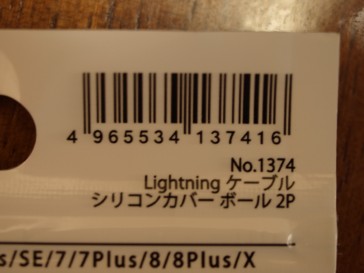 4 965534 137416
No.1374
Lightning ケーブル
シリコンカバー ボール 2P
s/SE/7/7Plus/8/8Plus/X